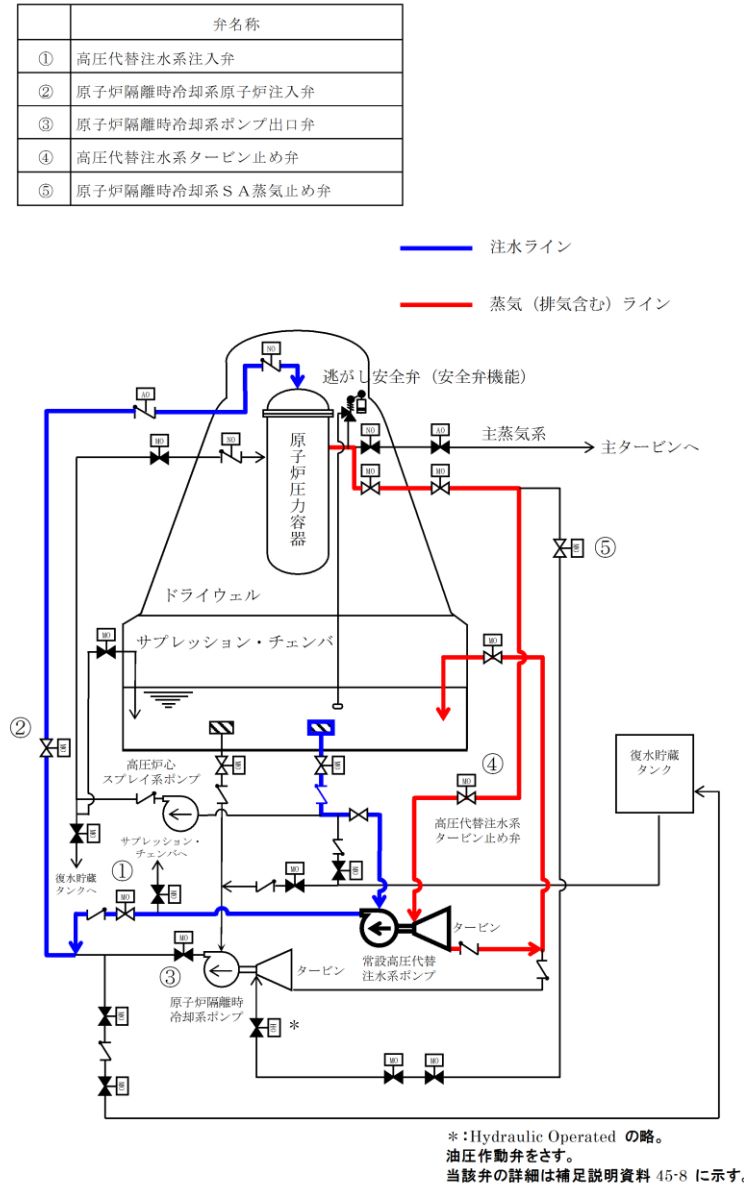 弁名称
① 高圧代替注水系注入弁
② 原子炉隔離時冷却系原子炉注入弁
③ 原子炉隔離時冷却系ポンプ出口弁
④ 高圧代替注水系タービン止め弁
⑤ 原子炉隔離時冷却系SA蒸気止め弁
注水ライン
蒸気（排気含む）ライン
NO
逃がし安全弁（安全弁機能）
AO
MO
NO
原子炉圧力容器
NO
AO
主蒸気系
主タービンへ
MO
MO
MO
⑤
ドライウェル
サプレッション・チェンバ
MO
MO
②
MO
MO
MO
高圧炉心
スプレイ系ポンプ
④
MO
高圧代替注水系
タービン止め弁
復水貯蔵
タンク
MO
サプレッション・
チェンバへ
復水貯蔵
タンクへ
MO
MO
①
MO
MO
タービン
常設高圧代替
注水系ポンプ
MO
③
タービン
原子炉隔離時
冷却系ポンプ
MO
HO
*
MO
MO
MO
*：Hydraulic Operated の略。
油圧作動弁をさす。
当該弁の詳細は補足説明資料 45-8 に示す。